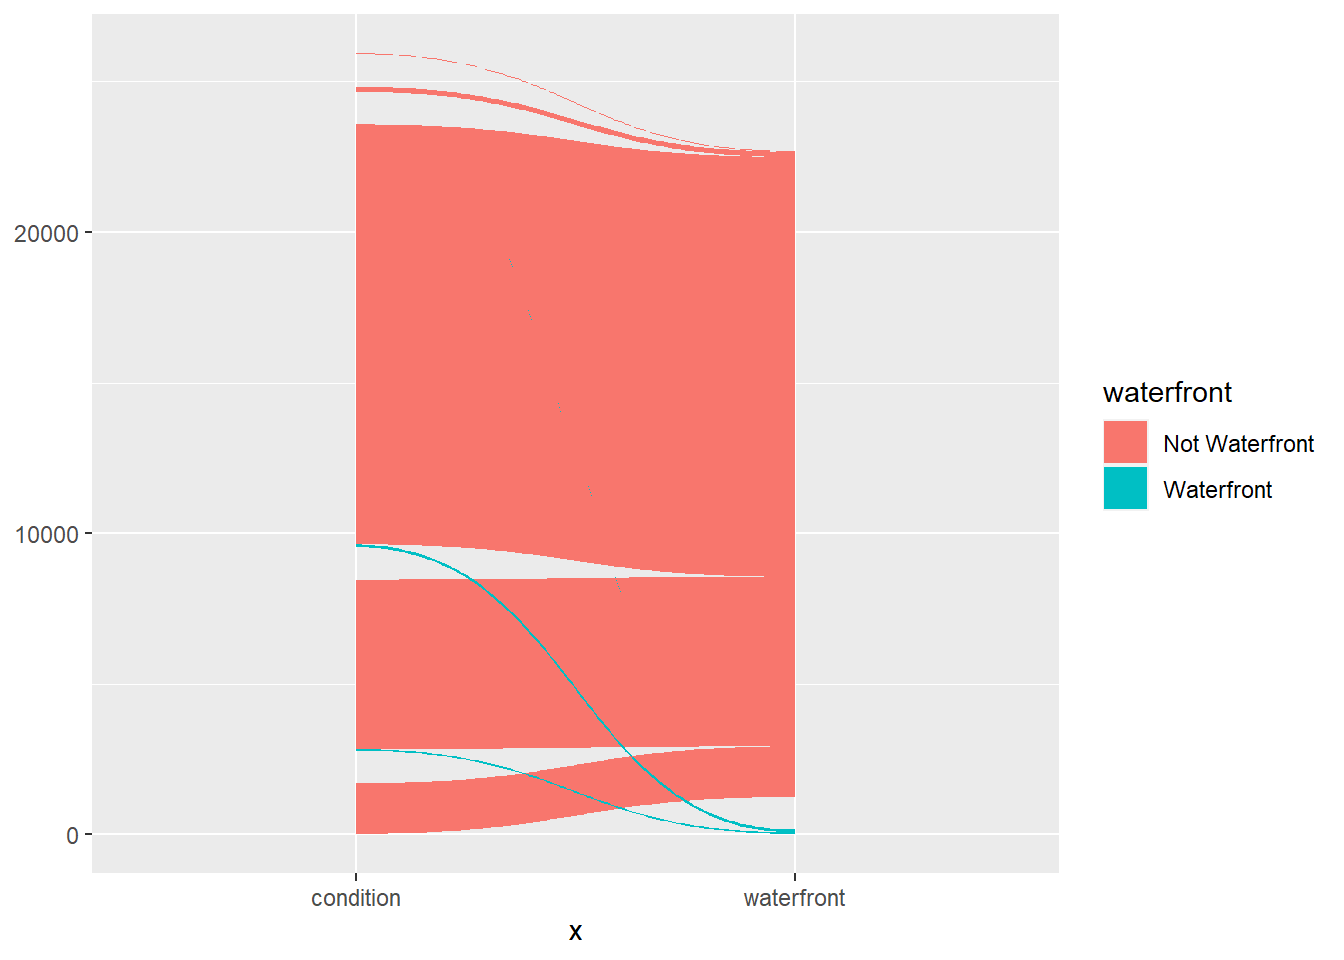 20000
10000
0
condition
waterfront
x
waterfront
Not Waterfront
Waterfront